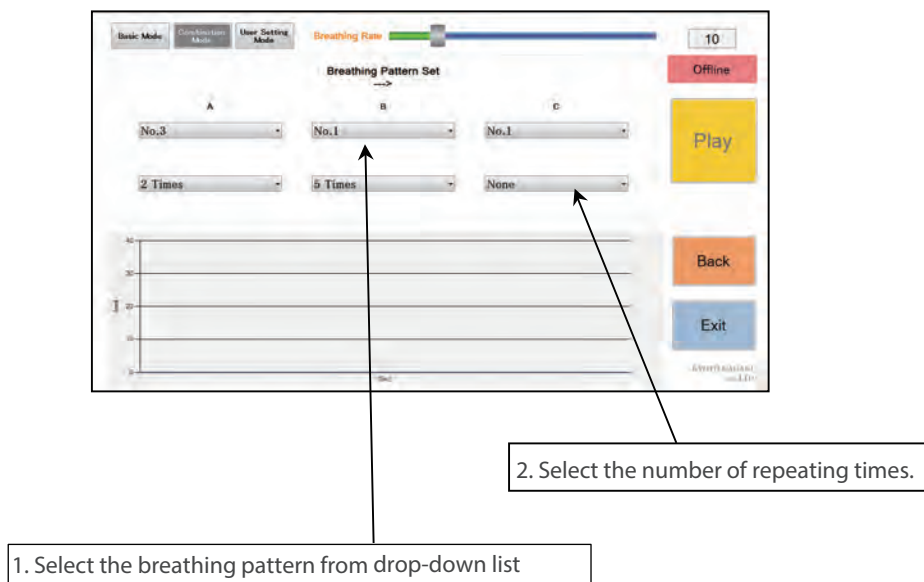 Basic Mode Combination Mode User Setting Mode Breathing Rate 10
Offline
Breathing Pattern Set
--->
A B C
No.3 No.1 No.1
Play
2 Times 5 Times None
40
30
20
10
0
Back
Exit
2. Select the number of repeating times.
1. Select the breathing pattern from drop-down list